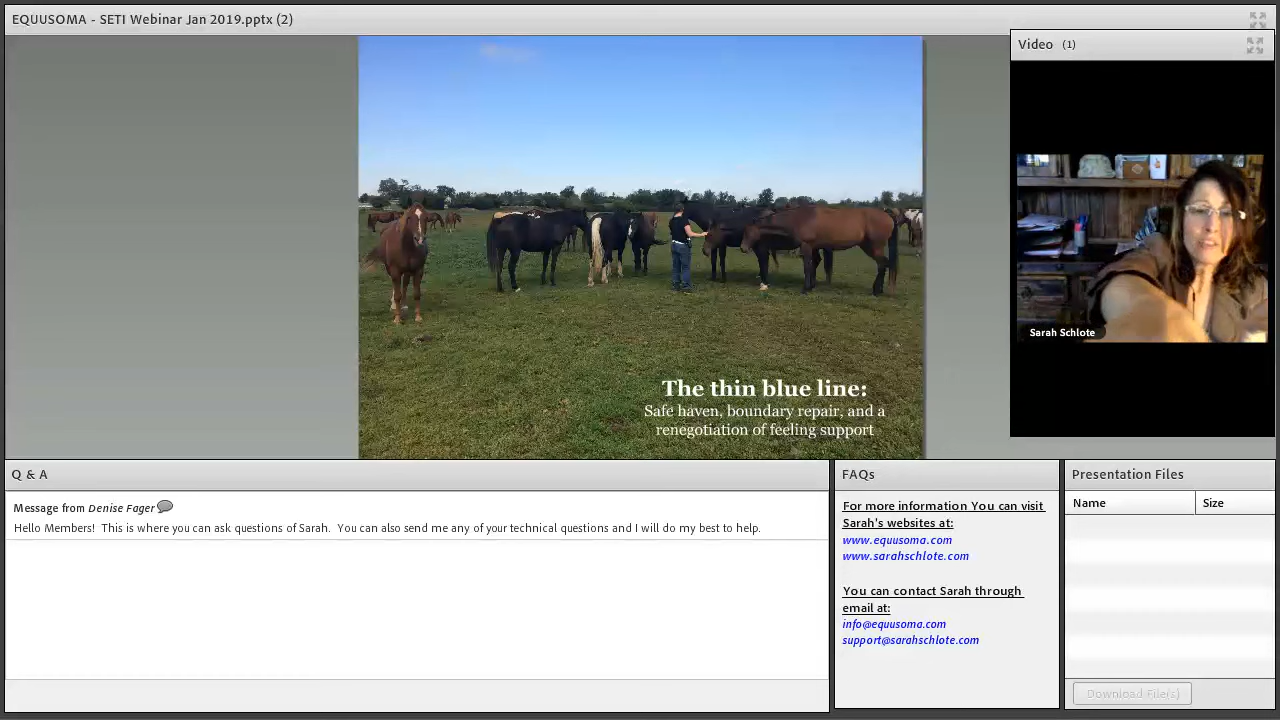 EQUUSOMA - SETI Webinar Jan 2019.pptx (2)
Video (1)
Sarah Schlote
The thin blue line:
Safe haven, boundary repair, and a
renegotiation of feeling support
Q & A
Message from Denise Fager
Hello Members! This is where you can ask questions of Sarah. You can also send me any of your technical questions and I will do my best to help.
FAQs
For more information You can visit
Sarah's websites at:
www.equusoma.com
www.sarahschlote.com
You can contact Sarah through
email at:
info@equusoma.com
support@sarahschlote.com
Presentation Files
Name Size
Download File(s)